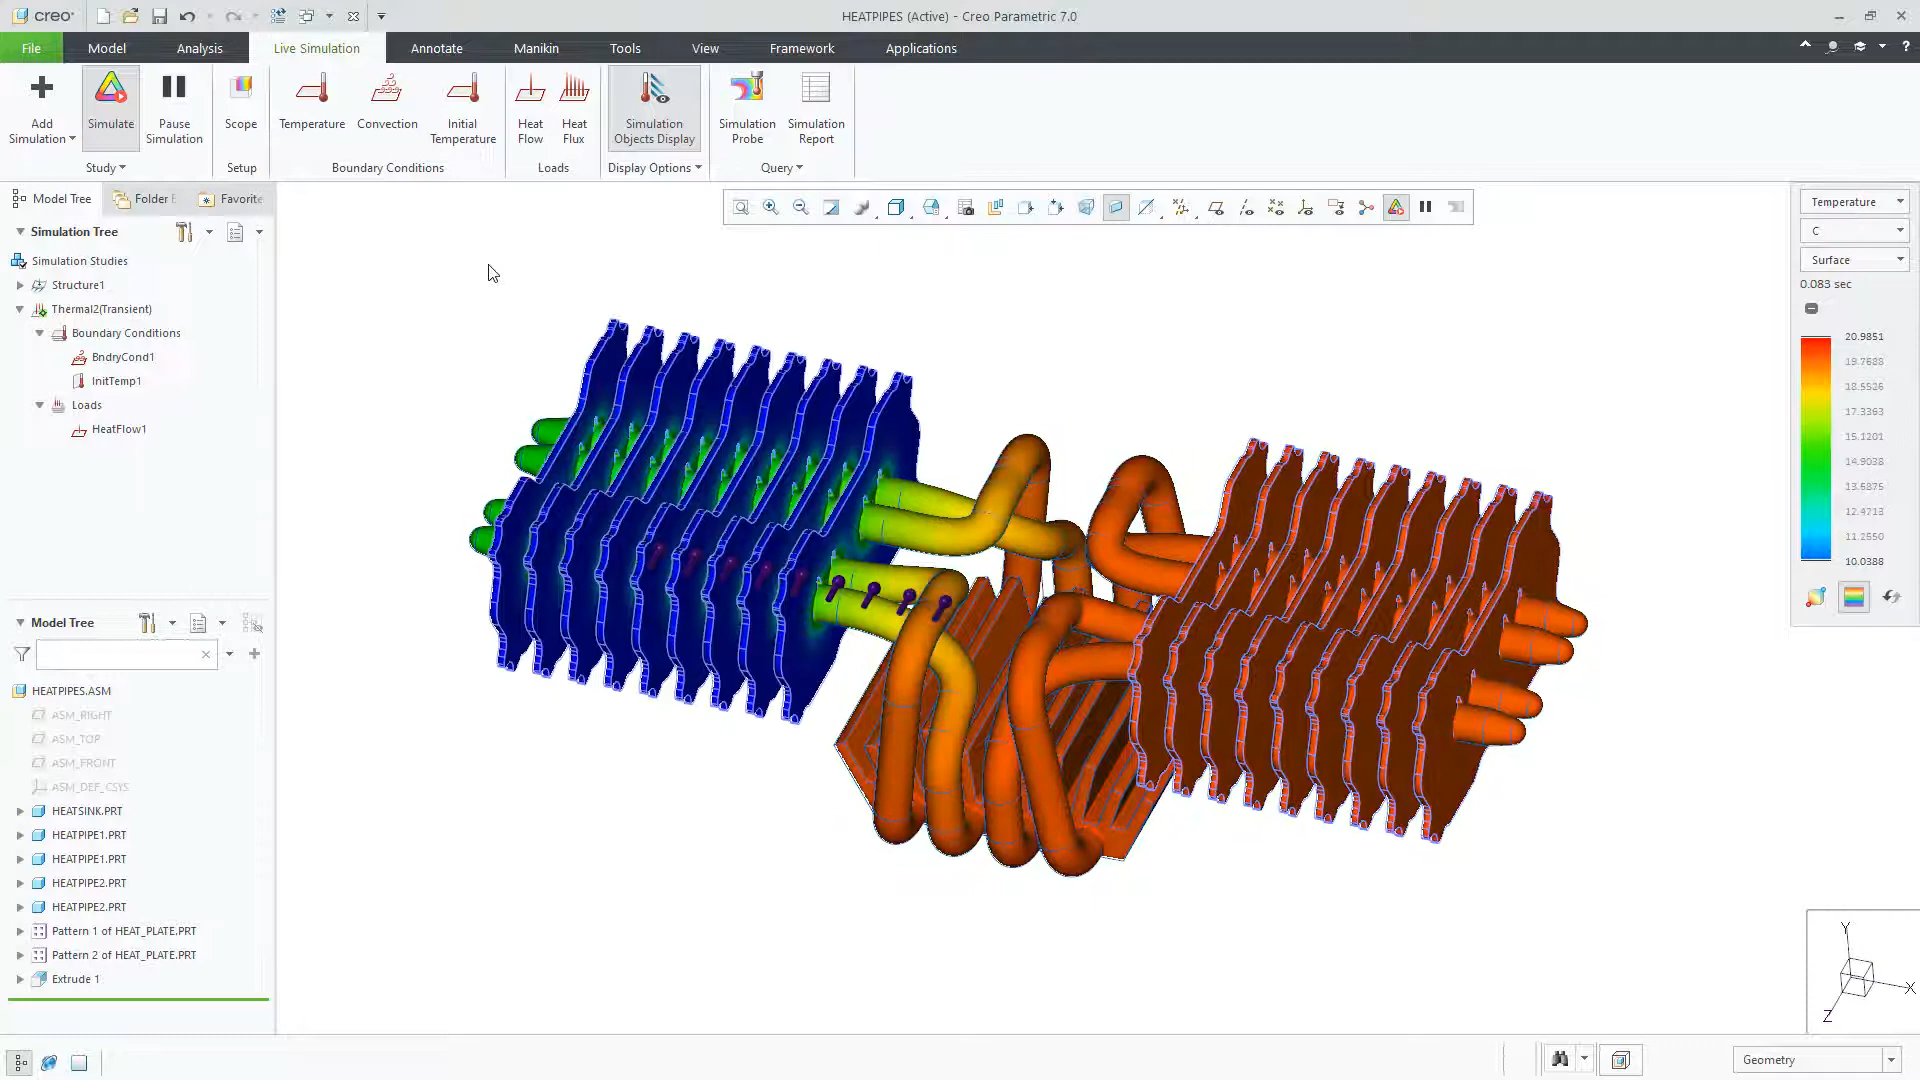 creo
HEATPIPES (Active) - Creo Parametric 7.0
File Model Analysis Live Simulation Annotate Manikin Tools View Framework Applications
Add Simulation
Simulate
Pause Simulation
Scope
Temperature
Convection
Initial Temperature
Heat Flow
Heat Flux
Simulation Objects Display
Simulation Probe
Simulation Report
Study Setup Boundary Conditions Loads Display Options Query
Model Tree Folder Favorite
Simulation Tree
Simulation Studies
Structure1
Thermal2(Transient)
Boundary Conditions
BndryCond1
InitTemp1
Loads
HeatFlow1
Model Tree
HEATPIPES.ASM
ASM_RIGHT
ASM_TOP
ASM_FRONT
ASM_DEF_CSYS
HEATSINK.PRT
HEATPIPE1.PRT
HEATPIPE1.PRT
HEATPIPE2.PRT
HEATPIPE2.PRT
Pattern 1 of HEAT_PLATE.PRT
Pattern 2 of HEAT_PLATE.PRT
Extrude 1
Temperature
C
Surface
0.083 sec
20.9851
19.7688
18.5526
17.3363
15.1201
14.9038
13.6875
12.4713
11.2550
10.0388
Y
X
Z
Geometry